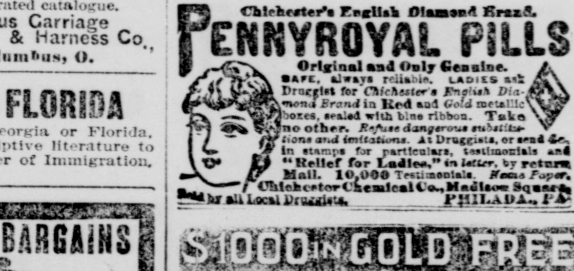 rated catalogue.
us Carriage
& Harness Co.,
lumbus, O.
FLORIDA
eorgia or Florida,
ptive literature to
er of Immigration,
BARGAINS
Chichester's English Diamond Brand.
PENNYROYAL PILLS
Original and Only Genuine.
SAFE, always reliable. LADIES ask
Druggist for Chichester's English Dia-
mond Brand in Red and Gold metallic
boxes, sealed with blue ribbon. Take
no other. Refuse dangerous substitu-
tions and imitations. At Druggists, or send 4c.
in stamps for particulars, testimonials and
"Relief for Ladies," in letter, by return
Mail. 10,000 Testimonials. Name Paper.
Chichester Chemical Co., Madison Square,
Sold by all Local Druggists. PHILADA., PA.
$1000 IN GOLD FREE